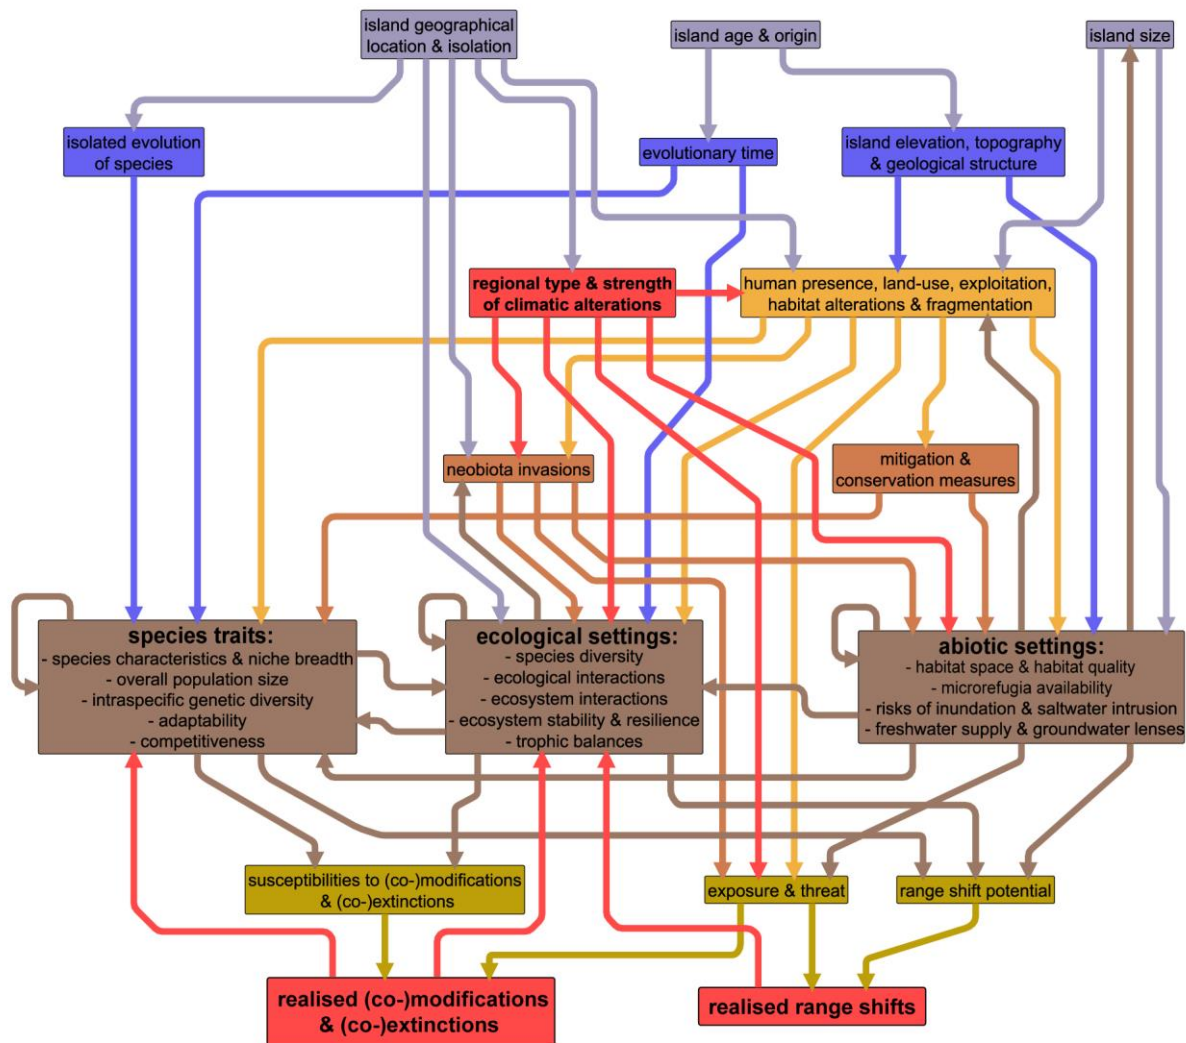 island geographical
location & isolation
island age & origin
island size
isolated evolution
of species
evolutionary time
island elevation, topography
& geological structure
regional type & strength
of climatic alterations
human presence, land-use, exploitation,
habitat alterations & fragmentation
neobiota invasions
mitigation &
conservation measures
species traits:
- species characteristics & niche breadth
- overall population size
- intraspecific genetic diversity
- adaptability
- competitiveness
ecological settings:
- species diversity
- ecological interactions
- ecosystem interactions
- ecosystem stability & resilience
- trophic balances
abiotic settings:
- habitat space & habitat quality
- microrefugia availability
- risks of inundation & saltwater intrusion
- freshwater supply & groundwater lenses
susceptibilities to (co-)modifications
& (co-)extinctions
exposure & threat
range shift potential
realised (co-)modifications
& (co-)extinctions
realised range shifts